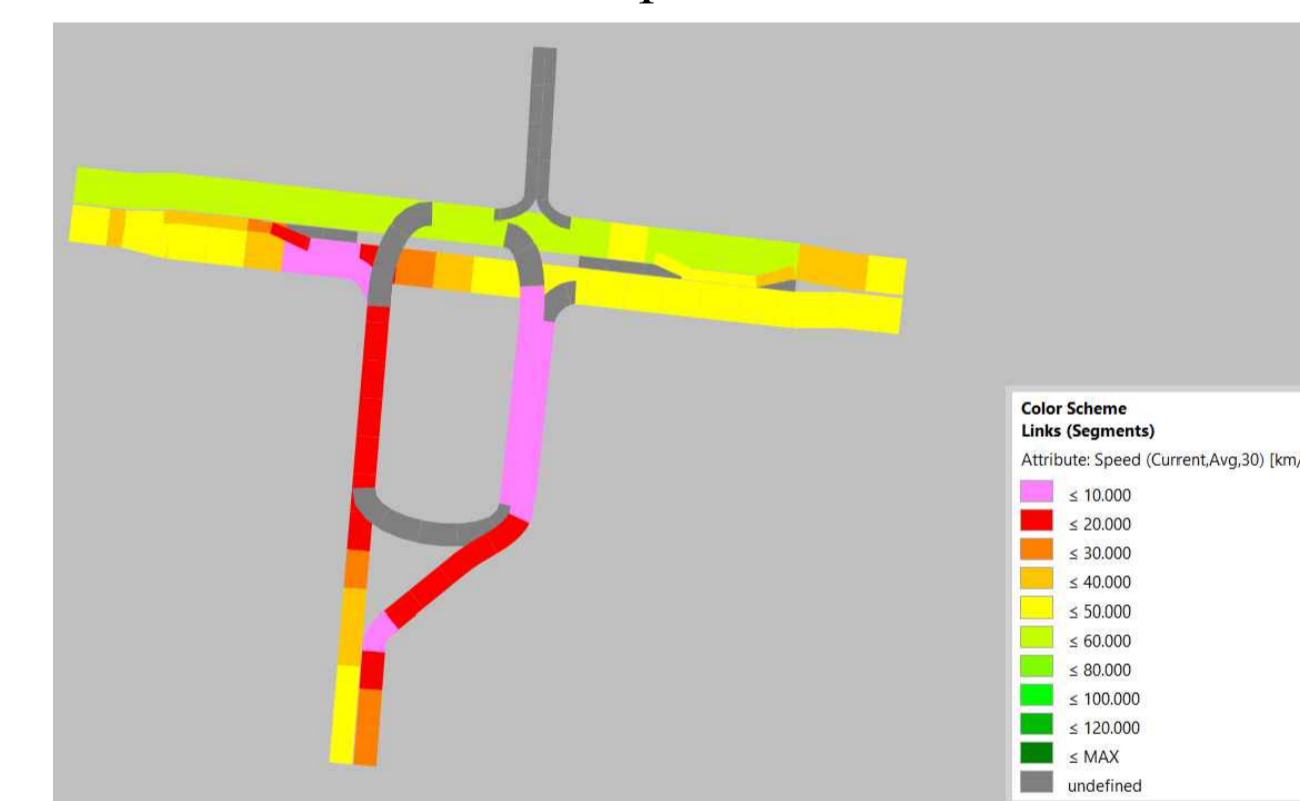 Color Scheme
Links (Segments)
Attribute: Speed (Current,Avg,30) [km/
≤ 10.000
≤ 20.000
≤ 30.000
≤ 40.000
≤ 50.000
≤ 60.000
≤ 80.000
≤ 100.000
≤ 120.000
≤ MAX
undefined